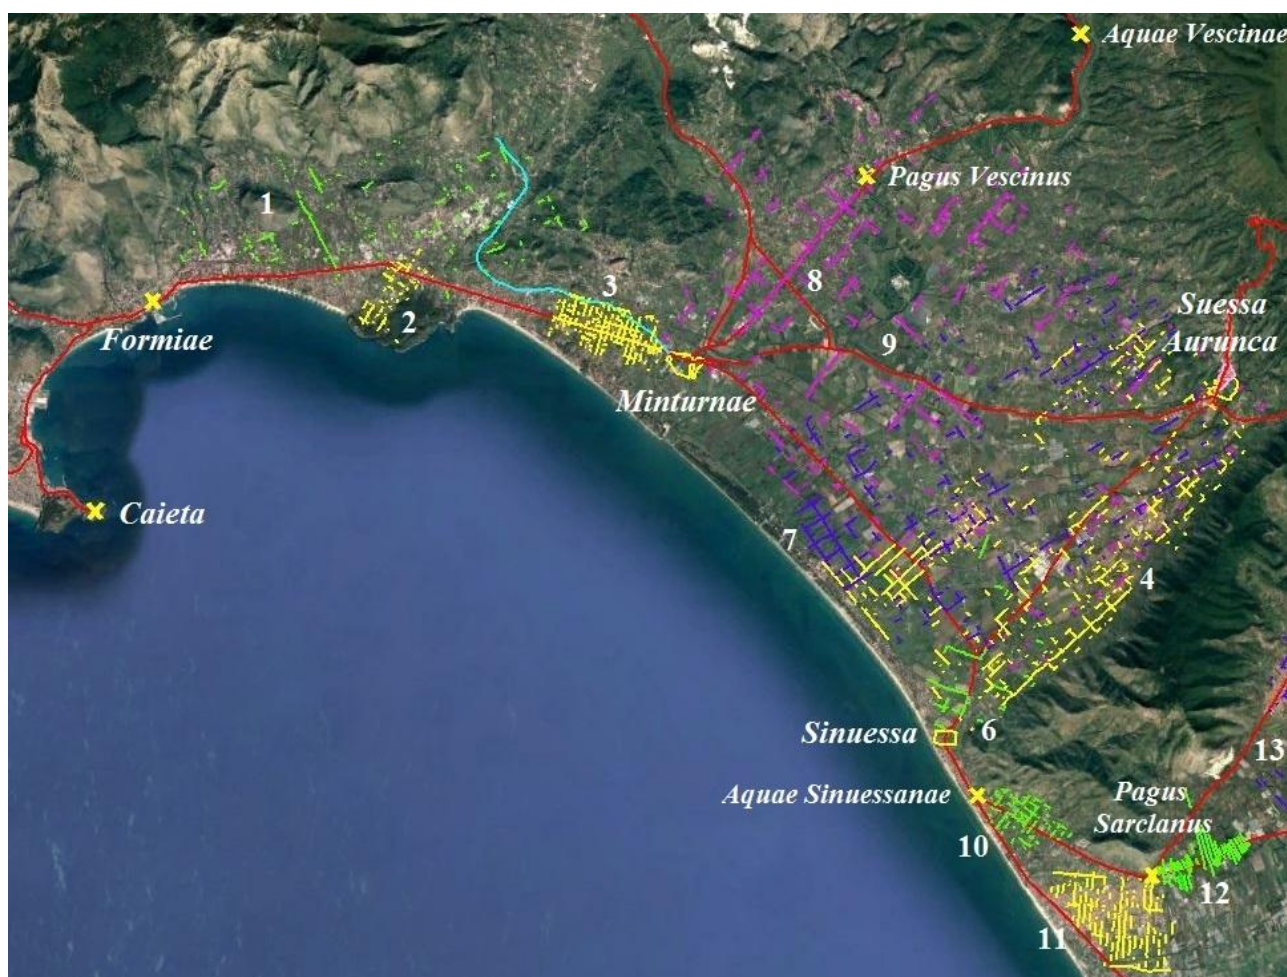 Aquae Vescinae
Pagus Vescinus
1
3
8
2
Formiae
9
Suessa
Aurunca
Minturnae
Caieta
7
4
6
Sinuessa
13
Aquae Sinuessanae
Pagus
Sarclanus
10
12
11